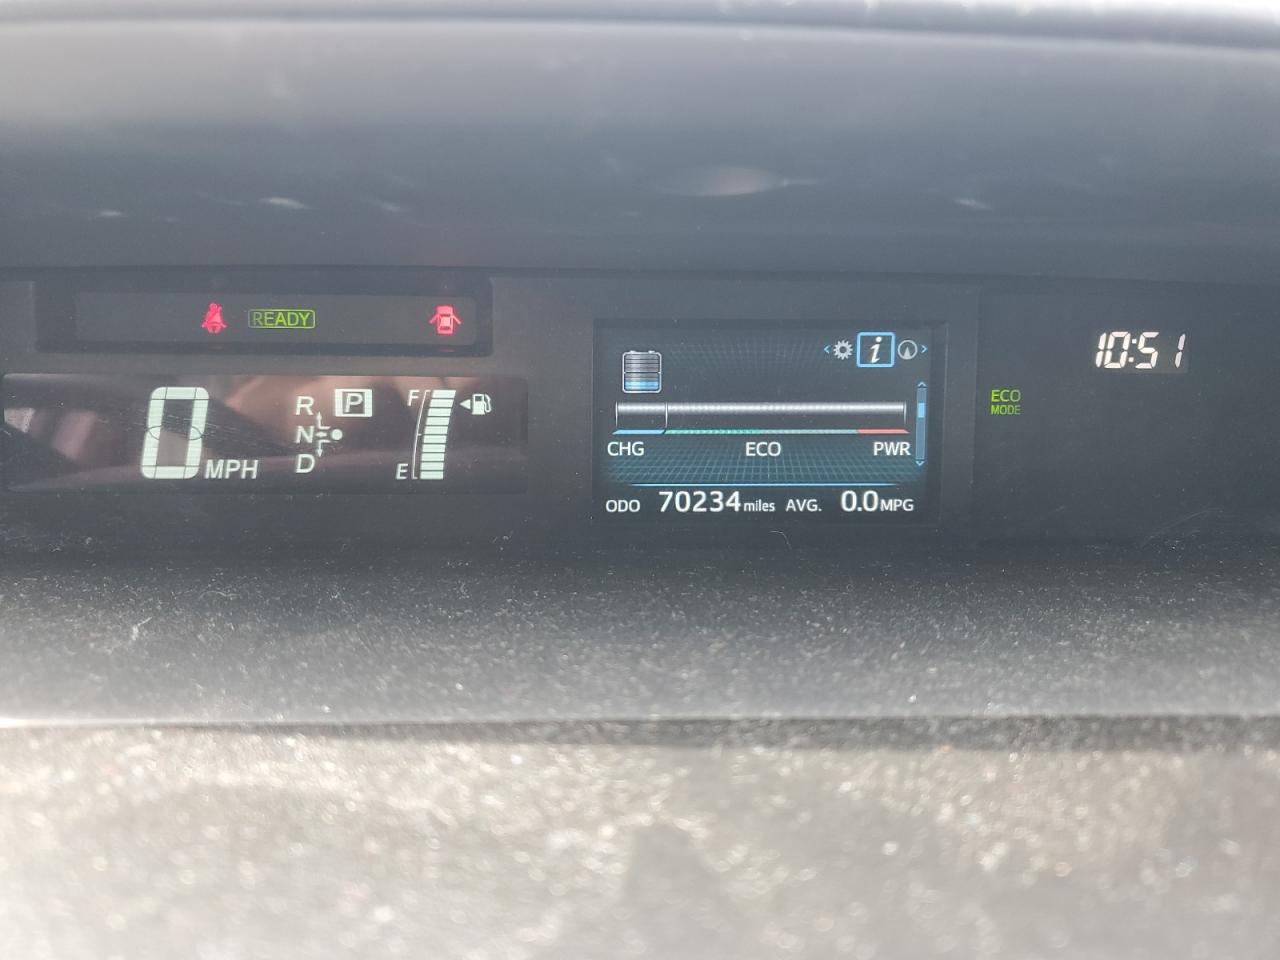 READY
0 MPH
R P
N
D
F
E
i
CHG ECO PWR
ODO 70234 miles AVG. 0.0 MPG
ECO
MODE
10:51